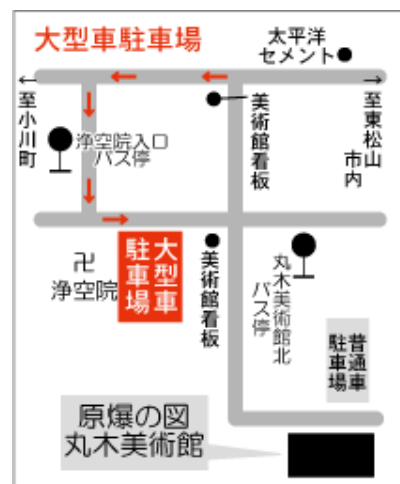 大型車駐車場
太平洋
セメント
←至小川町
→至東松山
市内
美術館看板
浄空院入口
バス停
卍
浄空院
大型車
駐車場
美術館看板
丸木美術館北
バス停
普通車
駐車場
原爆の図
丸木美術館